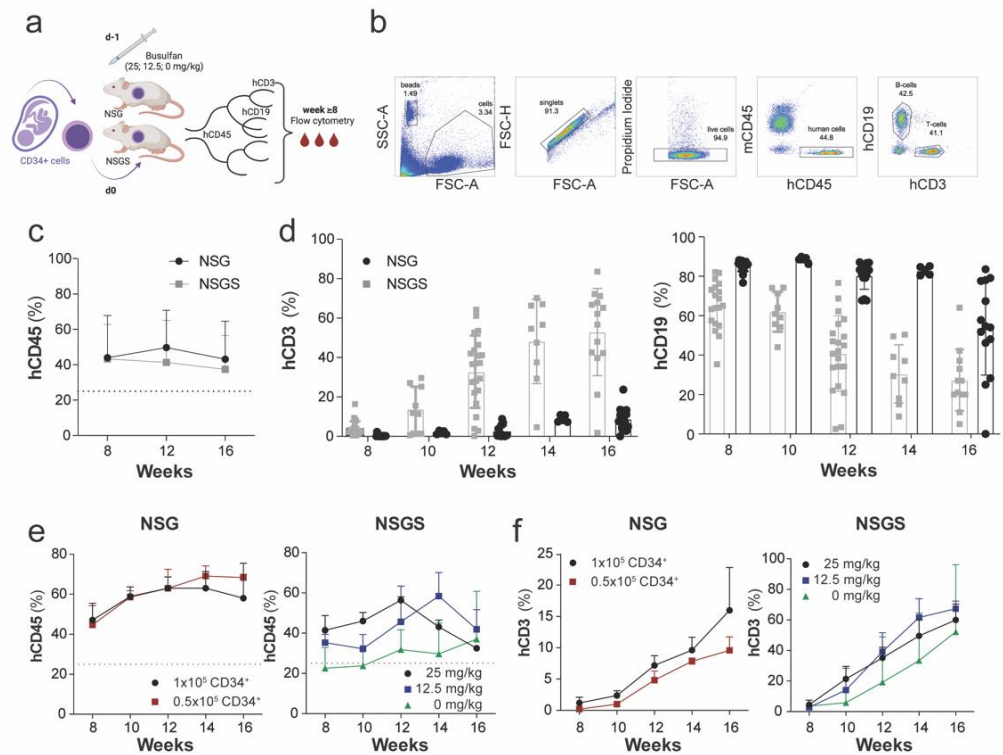 a
d-1
Busulfan
(25; 12.5; 0 mg/kg)
NSG
NSGS
CD34+ cells
d0
hCD45
hCD3
hCD19
week ≥8
Flow cytometry
b
SSC-A
beads
1.49
cells
3.34
FSC-A
FSC-H
singlets
91.3
FSC-A
Propidium Iodide
live cells
94.9
FSC-A
mCD45
human cells
44.8
hCD45
hCD19
B-cells
42.5
T-cells
41.1
hCD3
c
hCD45 (%)
100
80
60
40
20
0
NSG
NSGS
8 12 16
Weeks
d
hCD3 (%)
100
80
60
40
20
0
NSG
NSGS
8 10 12 14 16
Weeks
hCD19 (%)
100
80
60
40
20
0
8 10 12 14 16
Weeks
e
NSG
hCD45 (%)
80
60
40
20
0
1x10⁵ CD34⁺
0.5x10⁵ CD34⁺
8 10 12 14 16
Weeks
NSGS
hCD45 (%)
80
60
40
20
0
25 mg/kg
12.5 mg/kg
0 mg/kg
8 10 12 14 16
Weeks
f
NSG
hCD3 (%)
25
20
15
10
5
0
1x10⁵ CD34⁺
0.5x10⁵ CD34⁺
8 10 12 14 16
Weeks
NSGS
hCD3 (%)
100
80
60
40
20
0
25 mg/kg
12.5 mg/kg
0 mg/kg
8 10 12 14 16
Weeks